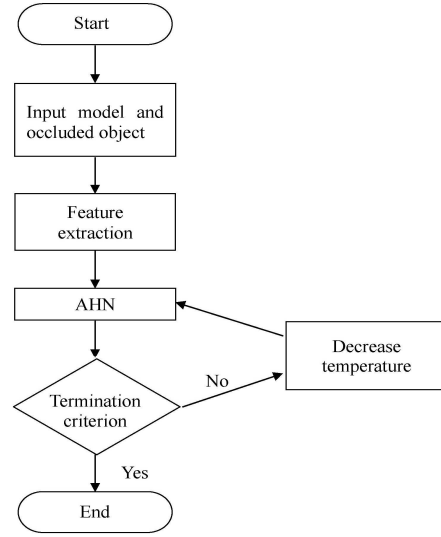 Start
Input model and
occluded object
Feature
extraction
AHN
Decrease
temperature
No
Termination
criterion
Yes
End